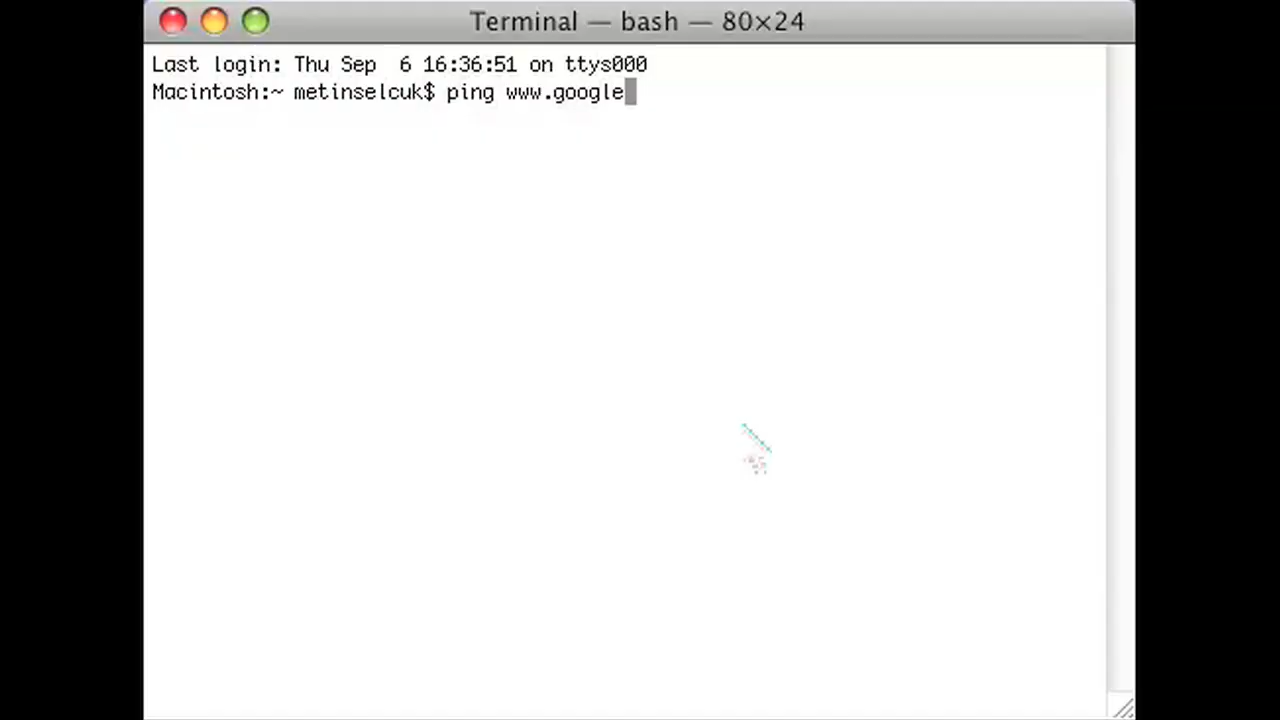 Terminal — bash — 80×24
Last login: Thu Sep  6 16:36:51 on ttys000
Macintosh:~ metinselcuk$ ping www.google